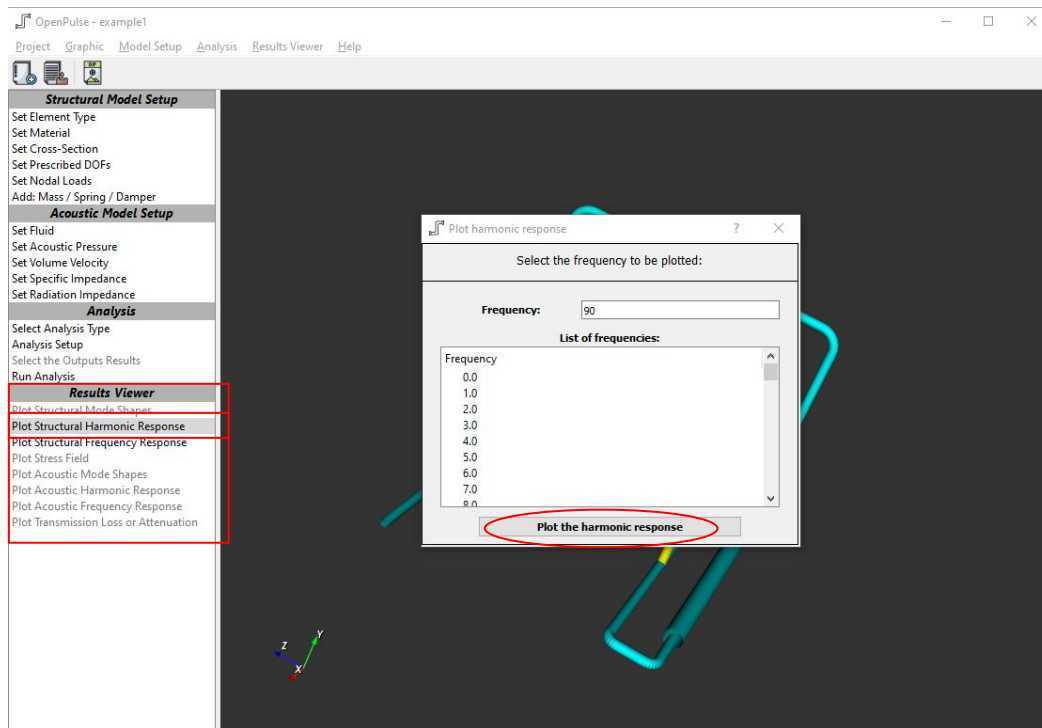 OpenPulse - example1
Project Graphic Model Setup Analysis Results Viewer Help
Structural Model Setup
Set Element Type
Set Material
Set Cross-Section
Set Prescribed DOFs
Set Nodal Loads
Add: Mass / Spring / Damper
Acoustic Model Setup
Set Fluid
Set Acoustic Pressure
Set Volume Velocity
Set Specific Impedance
Set Radiation Impedance
Analysis
Select Analysis Type
Analysis Setup
Select the Outputs Results
Run Analysis
Results Viewer
Plot Structural Mode Shapes
Plot Structural Harmonic Response
Plot Structural Frequency Response
Plot Stress Field
Plot Acoustic Mode Shapes
Plot Acoustic Harmonic Response
Plot Acoustic Frequency Response
Plot Transmission Loss or Attenuation
Plot harmonic response ?
Select the frequency to be plotted:
Frequency: 90
List of frequencies:
Frequency
0.0
1.0
2.0
3.0
4.0
5.0
6.0
7.0
8.0
Plot the harmonic response
Y
Z
X